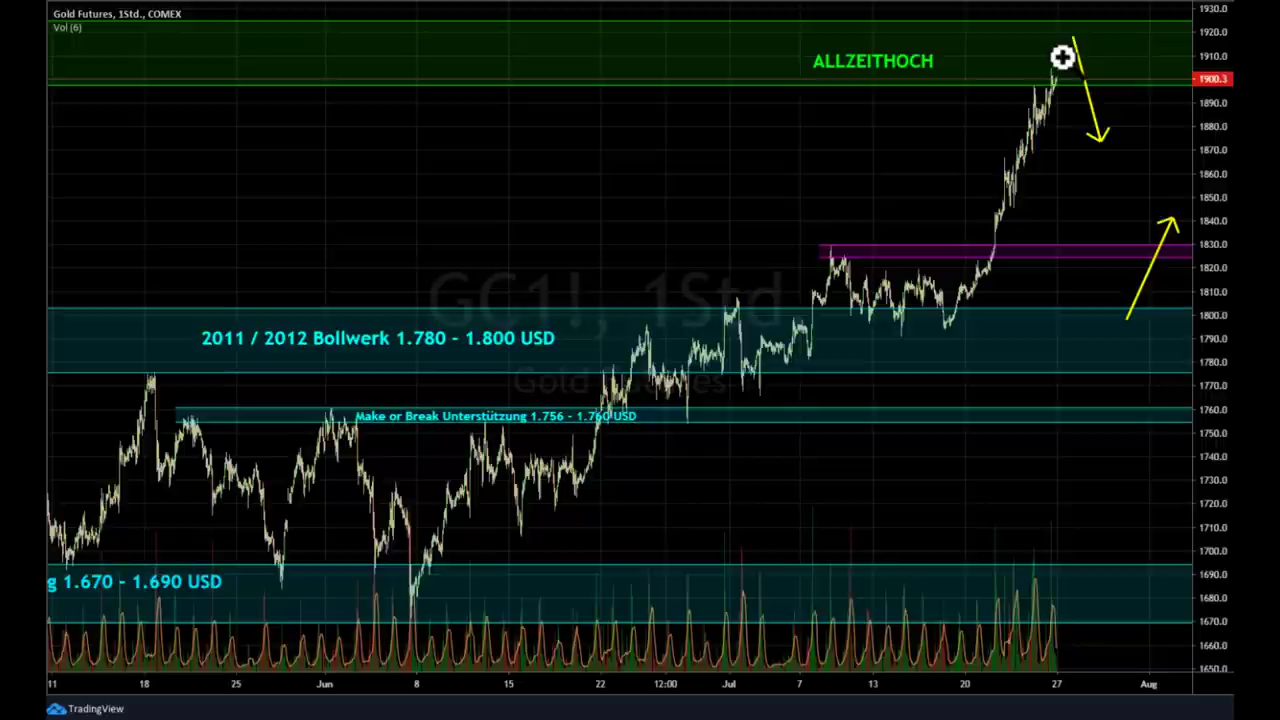 Gold Futures, 1Std., COMEX
Vol (6)
1930.0
1920.0
ALLZEITHOCH
1910.0
1900.3
1890.0
1880.0
1870.0
1860.0
1850.0
1840.0
1830.0
1820.0
1810.0
GC1!, 1Std.
1800.0
2011 / 2012 Bollwerk 1.780 - 1.800 USD
1790.0
1780.0
Gold Futures
1770.0
1760.0
Make or Break Unterstützung 1.756 - 1.760 USD
1750.0
1740.0
1730.0
1720.0
1710.0
1700.0
1690.0
g 1.670 - 1.690 USD
1680.0
1670.0
1660.0
1650.0
11 18 25 Jun 8 15 22 12:00 Jul 7 13 20 27 Aug
TradingView